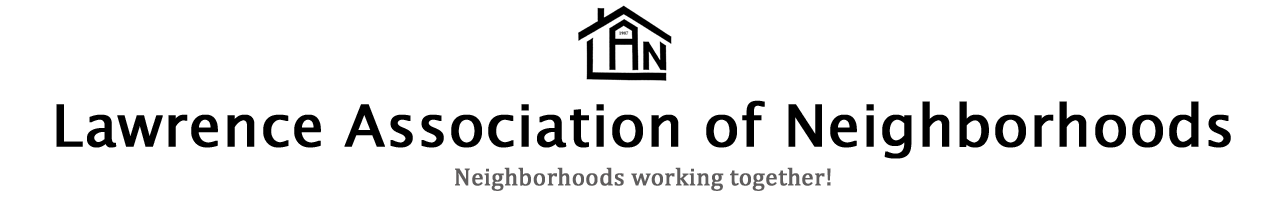 LAN
Lawrence Association of Neighborhoods
Neighborhoods working together!